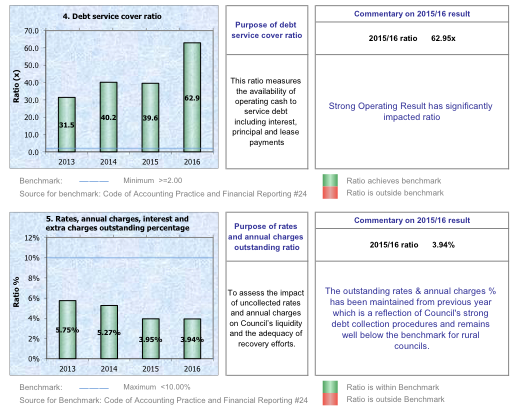 4. Debt service cover ratio
70.0
60.0
50.0
40.0
30.0
20.0
10.0
0.0
Ratio (x)
31.5
40.2
39.6
62.9
2013
2014
2015
2016
Purpose of debt
service cover ratio
This ratio measures
the availability of
operating cash to
service debt
including interest,
principal and lease
payments
Commentary on 2015/16 result
2015/16 ratio 62.95x
Strong Operating Result has significantly
impacted ratio
Benchmark: Minimum >=2.00
Source for benchmark: Code of Accounting Practice and Financial Reporting #24
Ratio achieves benchmark
Ratio is outside benchmark
5. Rates, annual charges, interest and
extra charges outstanding percentage
12%
10%
8%
6%
4%
2%
0%
Ratio %
5.75%
5.27%
3.95%
3.94%
2013
2014
2015
2016
Purpose of rates
and annual charges
outstanding ratio
To assess the impact
of uncollected rates
and annual charges
on Council's liquidity
and the adequacy of
recovery efforts.
Commentary on 2015/16 result
2015/16 ratio 3.94%
The outstanding rates & annual charges %
has been maintained from previous year
which is a reflection of Council's strong
debt collection procedures and remains
well below the benchmark for rural
councils.
Benchmark: Maximum <10.00%
Source for Benchmark: Code of Accounting Practice and Financial Reporting #24
Ratio is within Benchmark
Ratio is outside Benchmark